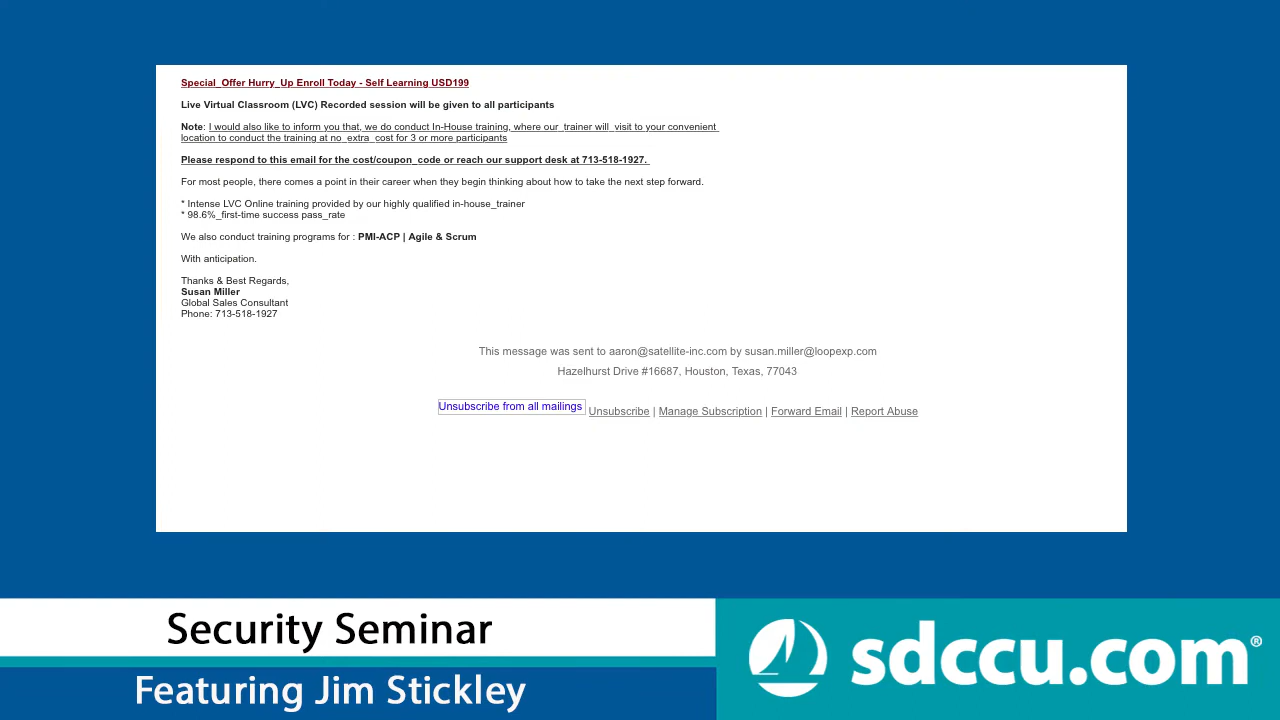 Special_Offer Hurry_Up Enroll Today - Self Learning USD199
Live Virtual Classroom (LVC) Recorded session will be given to all participants
Note: I would also like to inform you that, we do conduct In-House training, where our_trainer will_visit to your convenient
location to conduct the training at no_extra_cost for 3 or more participants
Please respond to this email for the cost/coupon_code or reach our support desk at 713-518-1927.
For most people, there comes a point in their career when they begin thinking about how to take the next step forward.
* Intense LVC Online training provided by our highly qualified in-house_trainer
* 98.6%_first-time success pass_rate
We also conduct training programs for : PMI-ACP | Agile & Scrum
With anticipation.
Thanks & Best Regards,
Susan Miller
Global Sales Consultant
Phone: 713-518-1927
This message was sent to aaron@satellite-inc.com by susan.miller@loopexp.com
Hazelhurst Drive #16687, Houston, Texas, 77043
Unsubscribe from all mailings Unsubscribe | Manage Subscription | Forward Email | Report Abuse
Security Seminar
Featuring Jim Stickley
sdccu.com®